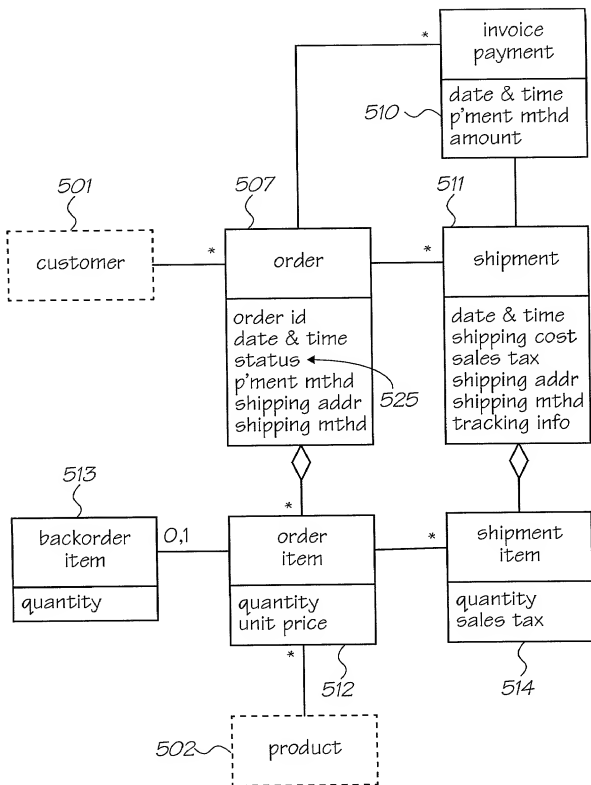 *
invoice
payment
510
date & time
p'ment mthd
amount
501
507
511
customer
*
order
*
shipment
order id
date & time
status
p'ment mthd
shipping addr
shipping mthd
525
date & time
shipping cost
sales tax
shipping addr
shipping mthd
tracking info
513
backorder
item
quantity
0,1
*
order
item
quantity
unit price
*
shipment
item
quantity
sales tax
*
512
514
502
product